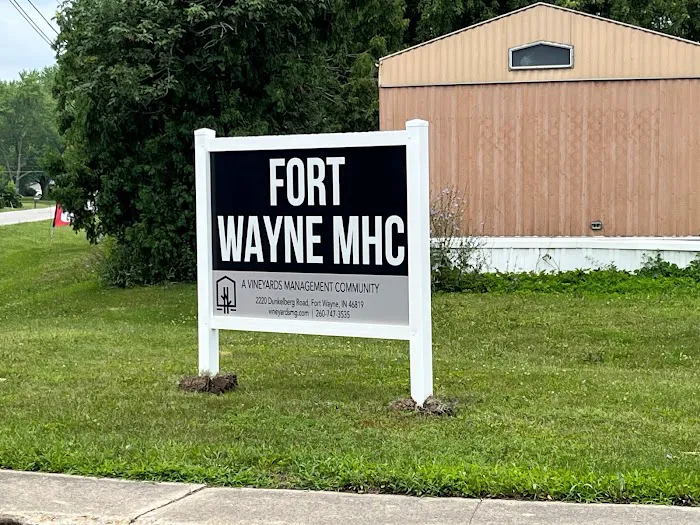 FORT
WAYNE MHC
A VINEYARDS MANAGEMENT COMMUNITY
2220 Dunkelberg Road, Fort Wayne, IN 46819
vineyardsmg.com | 260-747-3535